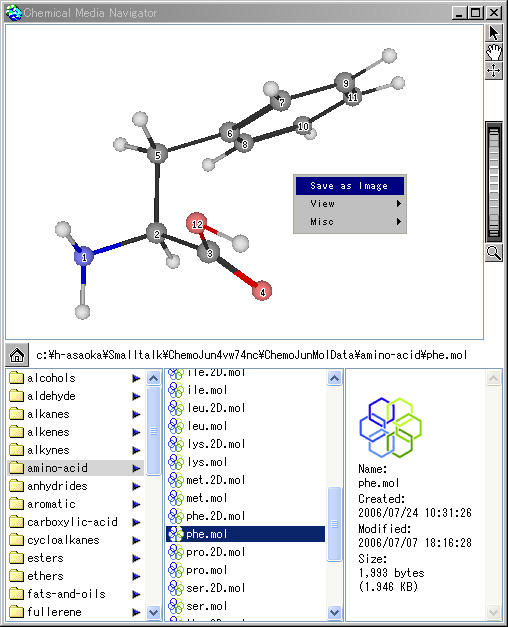 Chemical Media Navigator
9
11
7
10
6
8
5
Save as Image
View
Misc
12
2
3
1
4
c:¥h-asaoka¥Smalltalk¥ChemoJun4vw74nc¥ChemoJunMolData¥amino-acid¥phe.mol
alcohols
aldehyde
alkanes
alkenes
alkynes
amino-acid
anhydrides
aromatic
carboxylic-acid
cycloalkanes
esters
ethers
fats-and-oils
fullerene
ile.2D.mol
ile.mol
leu.2D.mol
leu.mol
lys.2D.mol
lys.mol
met.2D.mol
met.mol
phe.2D.mol
phe.mol
pro.2D.mol
pro.mol
ser.2D.mol
ser.mol
Name:
phe.mol
Created:
2006/07/24 10:31:26
Modified:
2006/07/07 18:16:28
Size:
1,993 bytes
(1.946 KB)